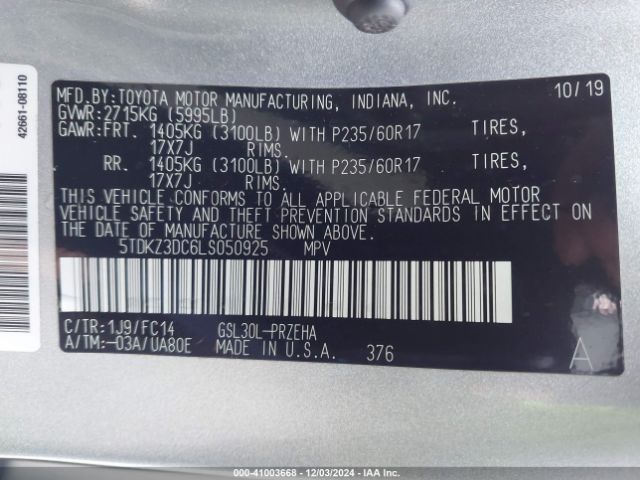 42661-08110
MFD.BY:TOYOTA MOTOR MANUFACTURING, INDIANA, INC. 10/19
GVWR:2715KG (5995LB)
GAWR:FRT. 1405KG (3100LB) WITH P235/60R17 TIRES,
17X7J RIMS.
RR. 1405KG (3100LB) WITH P235/60R17 TIRES,
17X7J RIMS.
THIS VEHICLE CONFORMS TO ALL APPLICABLE FEDERAL MOTOR
VEHICLE SAFETY AND THEFT PREVENTION STANDARDS IN EFFECT ON
THE DATE OF MANUFACTURE SHOWN ABOVE.
5TDKZ3DC6LS050925 MPV
C/TR:1J9/FC14 GSL30L-PRZEHA
A/TM:-03A/UA80E MADE IN U.S.A. 376 A
000-41003668 - 12/03/2024 - IAA Inc.